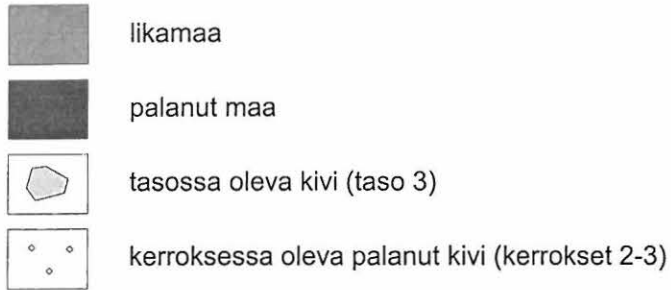 likamaa
palanut maa
tasossa oleva kivi (taso 3)
kerroksessa oleva palanut kivi (kerrokset 2-3)